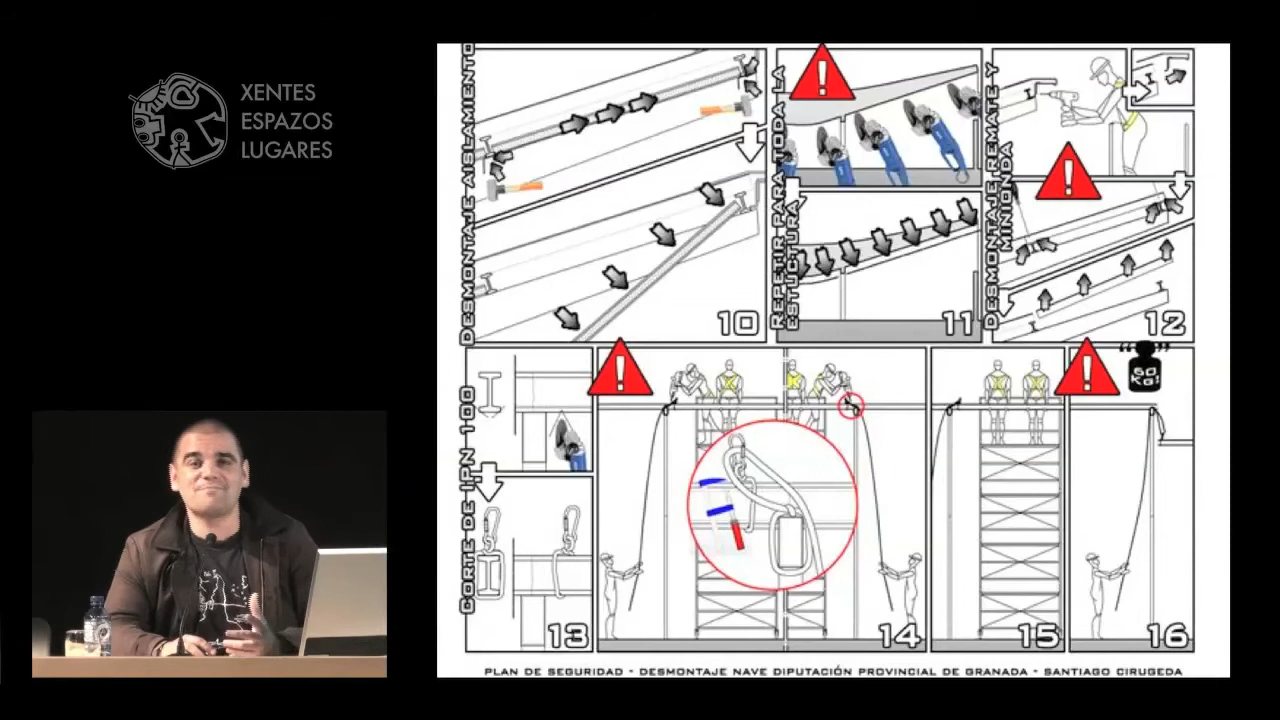 XENTES
ESPAZOS
LUGARES
DESMONTAJE AISLAMIENTO
10
REPETIR PARA TODA LA
ESTUCTURA
11
DESMONTAJE REMATE Y
MINIONDA
12
CORTE DE IPN 100
13
14
15
60
KG!
16
PLAN DE SEGURIDAD - DESMONTAJE NAVE DIPUTACIÓN PROVINCIAL DE GRANADA - SANTIAGO CIRUGEDA